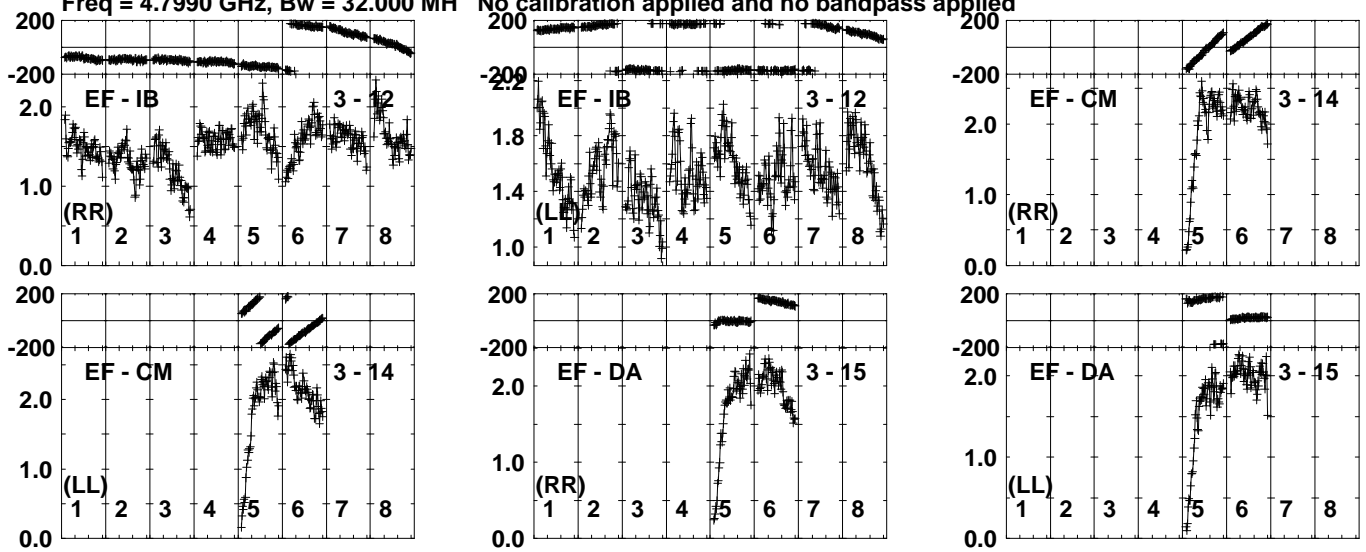 Freq = 4.7990 GHz, Bw = 32.000 MH No calibration applied and no bandpass applied
200
-200
EF - IB 3 - 12
2.0
1.0
(RR)
1 2 3 4 5 6 7 8
0.0
200
-200
2.2
EF - IB 3 - 12
1.8
1.4
(LL)
1.0
1 2 3 4 5 6 7 8
200
-200
EF - CM 3 - 14
2.0
1.0
(RR)
1 2 3 4 5 6 7 8
0.0
200
-200
EF - CM 3 - 14
2.0
1.0
(LL)
1 2 3 4 5 6 7 8
0.0
200
-200
EF - DA 3 - 15
2.0
1.0
(RR)
1 2 3 4 5 6 7 8
0.0
200
-200
EF - DA 3 - 15
2.0
1.0
(LL)
1 2 3 4 5 6 7 8
0.0